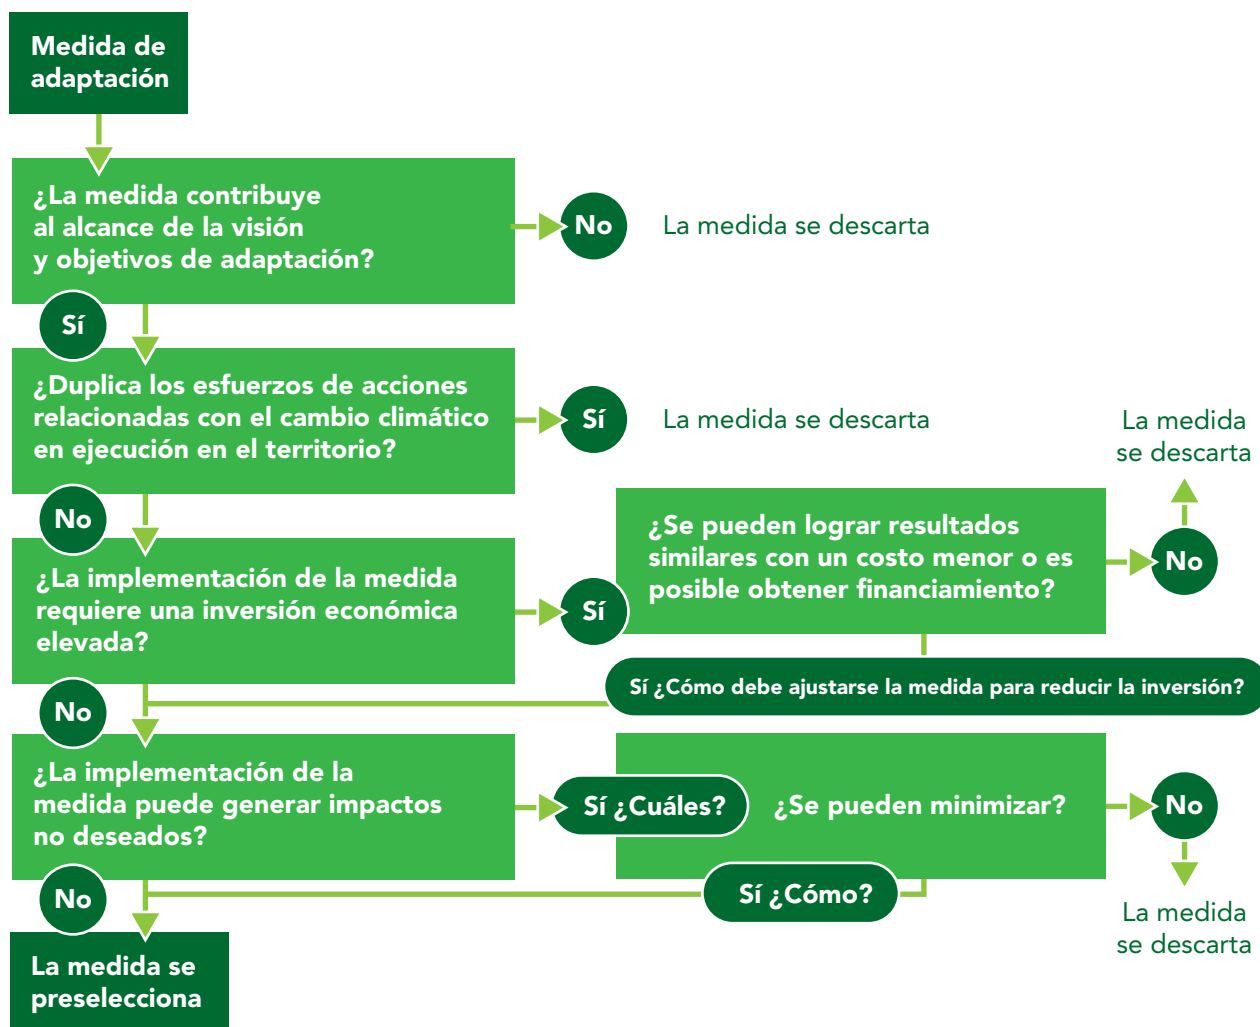 Medida de
adaptación
¿La medida contribuye
al alcance de la visión
y objetivos de adaptación?
No
La medida se descarta
Sí
¿Duplica los esfuerzos de acciones
relacionadas con el cambio climático
en ejecución en el territorio?
Sí
La medida se descarta
No
¿La implementación de la medida
requiere una inversión económica
elevada?
Sí
¿Se pueden lograr resultados
similares con un costo menor o es
posible obtener financiamiento?
No
La medida
se descarta
Sí ¿Cómo debe ajustarse la medida para reducir la inversión?
No
¿La implementación de la
medida puede generar impactos
no deseados?
Sí ¿Cuáles?
¿Se pueden minimizar?
No
La medida
se descarta
Sí ¿Cómo?
No
La medida se
preselecciona